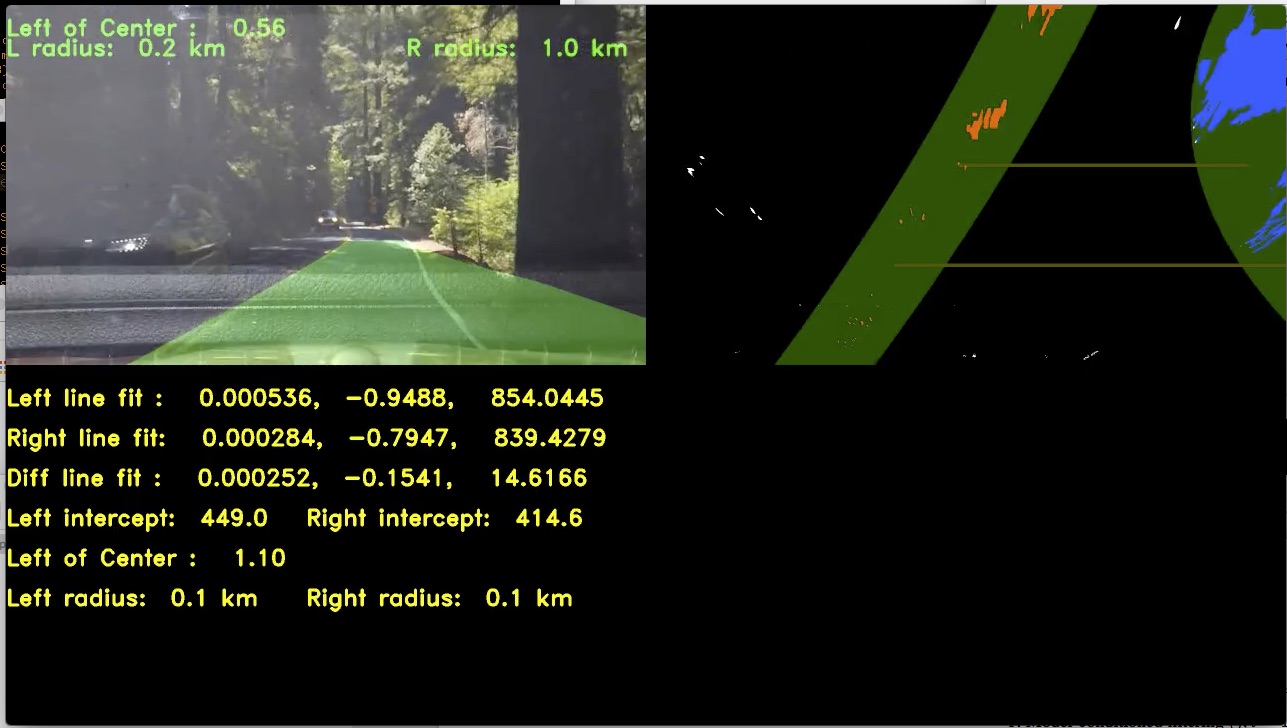 Left of Center : 0.56
L radius: 0.2 km R radius: 1.0 km
Left line fit : 0.000536, -0.9488, 854.0445
Right line fit: 0.000284, -0.7947, 839.4279
Diff line fit : 0.000252, -0.1541, 14.6166
Left intercept: 449.0 Right intercept: 414.6
Left of Center : 1.10
Left radius: 0.1 km Right radius: 0.1 km